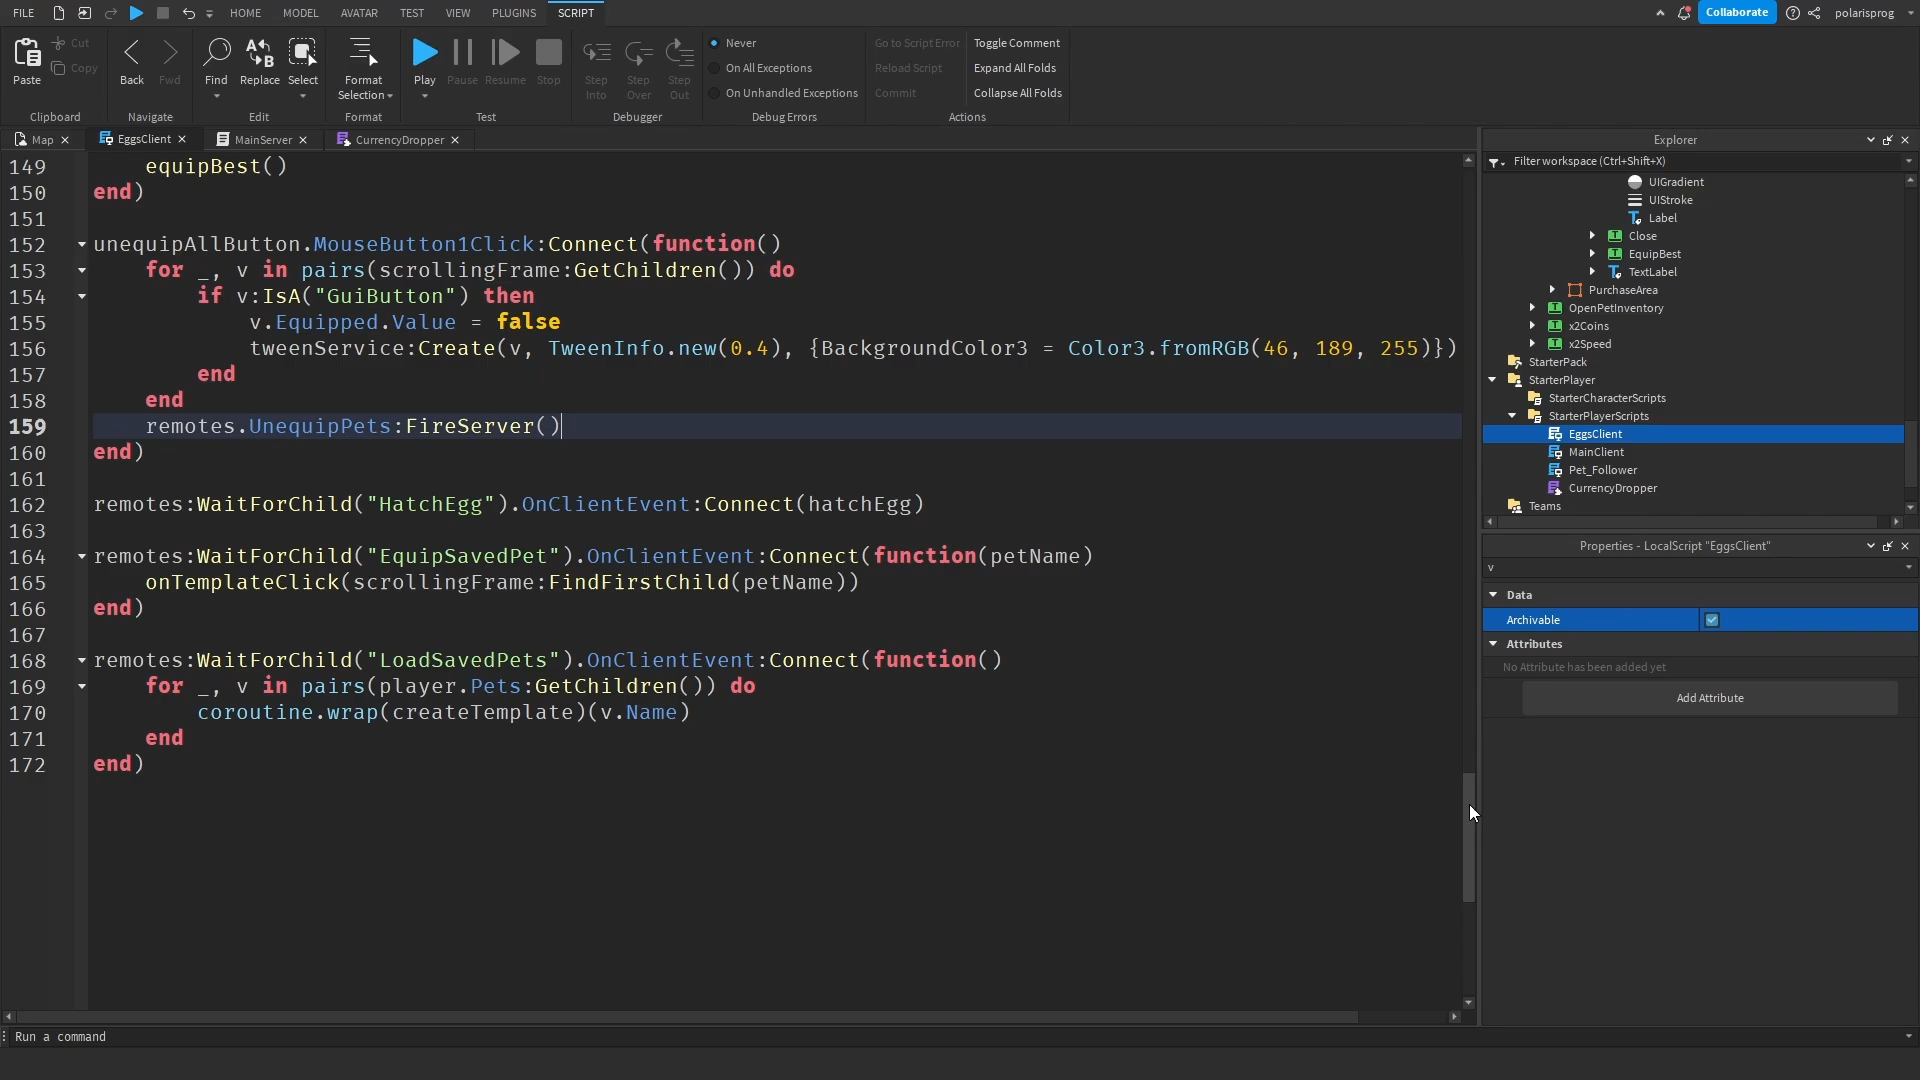 FILE HOME MODEL AVATAR TEST VIEW PLUGINS SCRIPT Collaborate polarisprog
Paste Cut Copy Back Fwd Find Replace Select Format Selection Play Pause Resume Stop Step Into Step Over Step Out
Never
On All Exceptions
On Unhandled Exceptions
Go to Script Error
Reload Script
Commit
Toggle Comment
Expand All Folds
Collapse All Folds
Clipboard Navigate Edit Format Test Debugger Debug Errors Actions
Map EggsClient MainServer CurrencyDropper
149 equipBest()
150 end)
151
152 unequipAllButton.MouseButton1Click:Connect(function()
153 for _, v in pairs(scrollingFrame:GetChildren()) do
154 if v:IsA("GuiButton") then
155 v.Equipped.Value = false
156 tweenService:Create(v, TweenInfo.new(0.4), {BackgroundColor3 = Color3.fromRGB(46, 189, 255)})
157 end
158 end
159 remotes.UnequipPets:FireServer()
160 end)
161
162 remotes:WaitForChild("HatchEgg").OnClientEvent:Connect(hatchEgg)
163
164 remotes:WaitForChild("EquipSavedPet").OnClientEvent:Connect(function(petName)
165 onTemplateClick(scrollingFrame:FindFirstChild(petName))
166 end)
167
168 remotes:WaitForChild("LoadSavedPets").OnClientEvent:Connect(function()
169 for _, v in pairs(player.Pets:GetChildren()) do
170 coroutine.wrap(createTemplate)(v.Name)
171 end
172 end)
Explorer
Filter workspace (Ctrl+Shift+X)
UIGradient
UIStroke
Label
Close
EquipBest
TextLabel
PurchaseArea
OpenPetInventory
x2Coins
x2Speed
StarterPack
StarterPlayer
StarterCharacterScripts
StarterPlayerScripts
EggsClient
MainClient
Pet_Follower
CurrencyDropper
Teams
Properties - LocalScript "EggsClient"
v
Data
Archivable
Attributes
No Attribute has been added yet
Add Attribute
Run a command